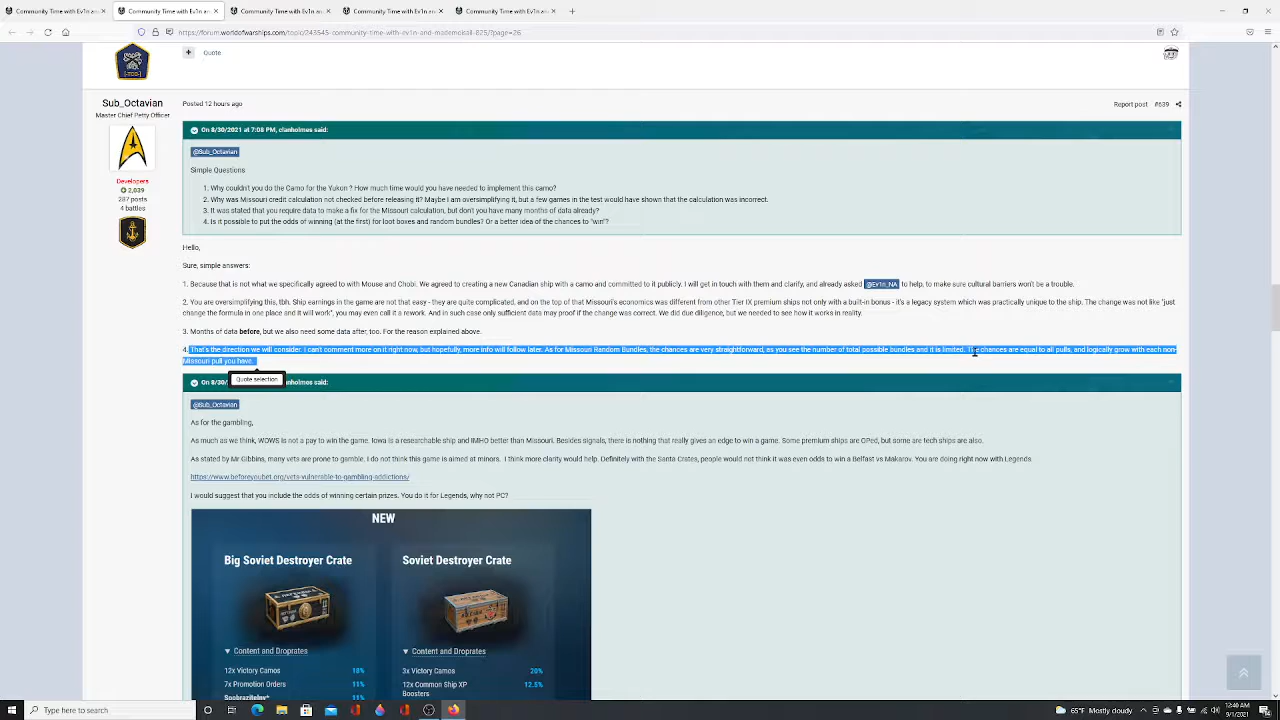 Community Time with Ev1n and
Community Time with Ev1n and
Community Time with Ev1n and
Community Time with Ev1n and
Community Time with Ev1n and
https://forum.worldofwarships.com/topic/243545-community-time-with-ev1n-and-mademoisail-825/?page=26
[-TOG-]
+ Quote
Sub_Octavian
Master Chief Petty Officer
Developers
2,039
287 posts
4 battles
Posted 12 hours ago
Report post #639
On 8/30/2021 at 7:08 PM, clanholmes said:
@Sub_Octavian
Simple Questions
1. Why couldn't you do the Camo for the Yukon ? How much time would you have needed to implement this camo?
2. Why was Missouri credit calculation not checked before releasing it? Maybe I am oversimplifying it, but a few games in the test would have shown that the calculation was incorrect.
3. It was stated that you require data to make a fix for the Missouri calculation, but don't you have many months of data already?
4. Is it possible to put the odds of winning (at the first) for loot boxes and random bundles? Or a better idea of the chances to "win"?
Hello,
Sure, simple answers:
1. Because that is not what we specifically agreed to with Mouse and Chobi. We agreed to creating a new Canadian ship with a camo and committed to it publicly. I will get in touch with them and clarify, and already asked @Ev1n_NA to help, to make sure cultural barriers won't be a trouble.
2. You are oversimplifying this, tbh. Ship earnings in the game are not that easy - they are quite complicated, and on the top of that Missouri's economics was different from other Tier IX premium ships not only with a built-in bonus - it's a legacy system which was practically unique to the ship. The change was not like "just
change the formula in one place and it will work", you may even call it a rework. And in such case only sufficient data may proof if the change was correct. We did due diligence, but we needed to see how it works in reality.
3. Months of data before, but we also need some data after, too. For the reason explained above.
4. That's the direction we will consider. I can't comment more on it right now, but hopefully, more info will follow later. As for Missouri Random Bundles, the chances are very straightforward, as you see the number of total possible bundles and it is limited. The chances are equal to all pulls, and logically grow with each non-
Missouri pull you have.
Quote selection
On 8/30/ clanholmes said:
@Sub_Octavian
As for the gambling,
As much as we think, WOWS is not a pay to win the game. Iowa is a researchable ship and IMHO better than Missouri. Besides signals, there is nothing that really gives an edge to win a game. Some premium ships are OPed, but some are tech ships are also.
As stated by Mr Gibbins, many vets are prone to gamble. I do not think this game is aimed at minors. I think more clarity would help. Definitely with the Santa Crates, people would not think it was even odds to win a Belfast vs Makarov. You are doing right now with Legends.
https://www.beforeyoubet.org/vets-vulnerable-to-gambling-addictions/
I would suggest that you include the odds of winning certain prizes. You do it for Legends, why not PC?
NEW
Big Soviet Destroyer Crate
Soviet Destroyer Crate
Content and Droprates
Content and Droprates
12x Victory Camos 18%
3x Victory Camos 20%
7x Promotion Orders 11%
12x Common Ship XP Boosters 12.5%
Soobrazitelny* 11%
Type here to search
65°F Mostly cloudy
12:49 AM
9/1/2021